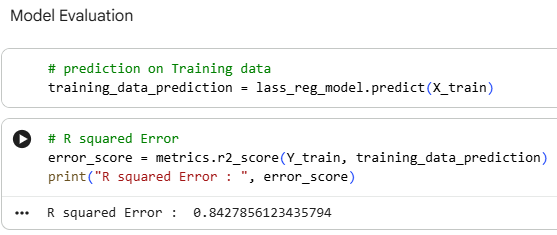 Model Evaluation
# prediction on Training data
training_data_prediction = lass_reg_model.predict(X_train)
# R squared Error
error_score = metrics.r2_score(Y_train, training_data_prediction)
print("R squared Error : ", error_score)
R squared Error :  0.8427856123435794